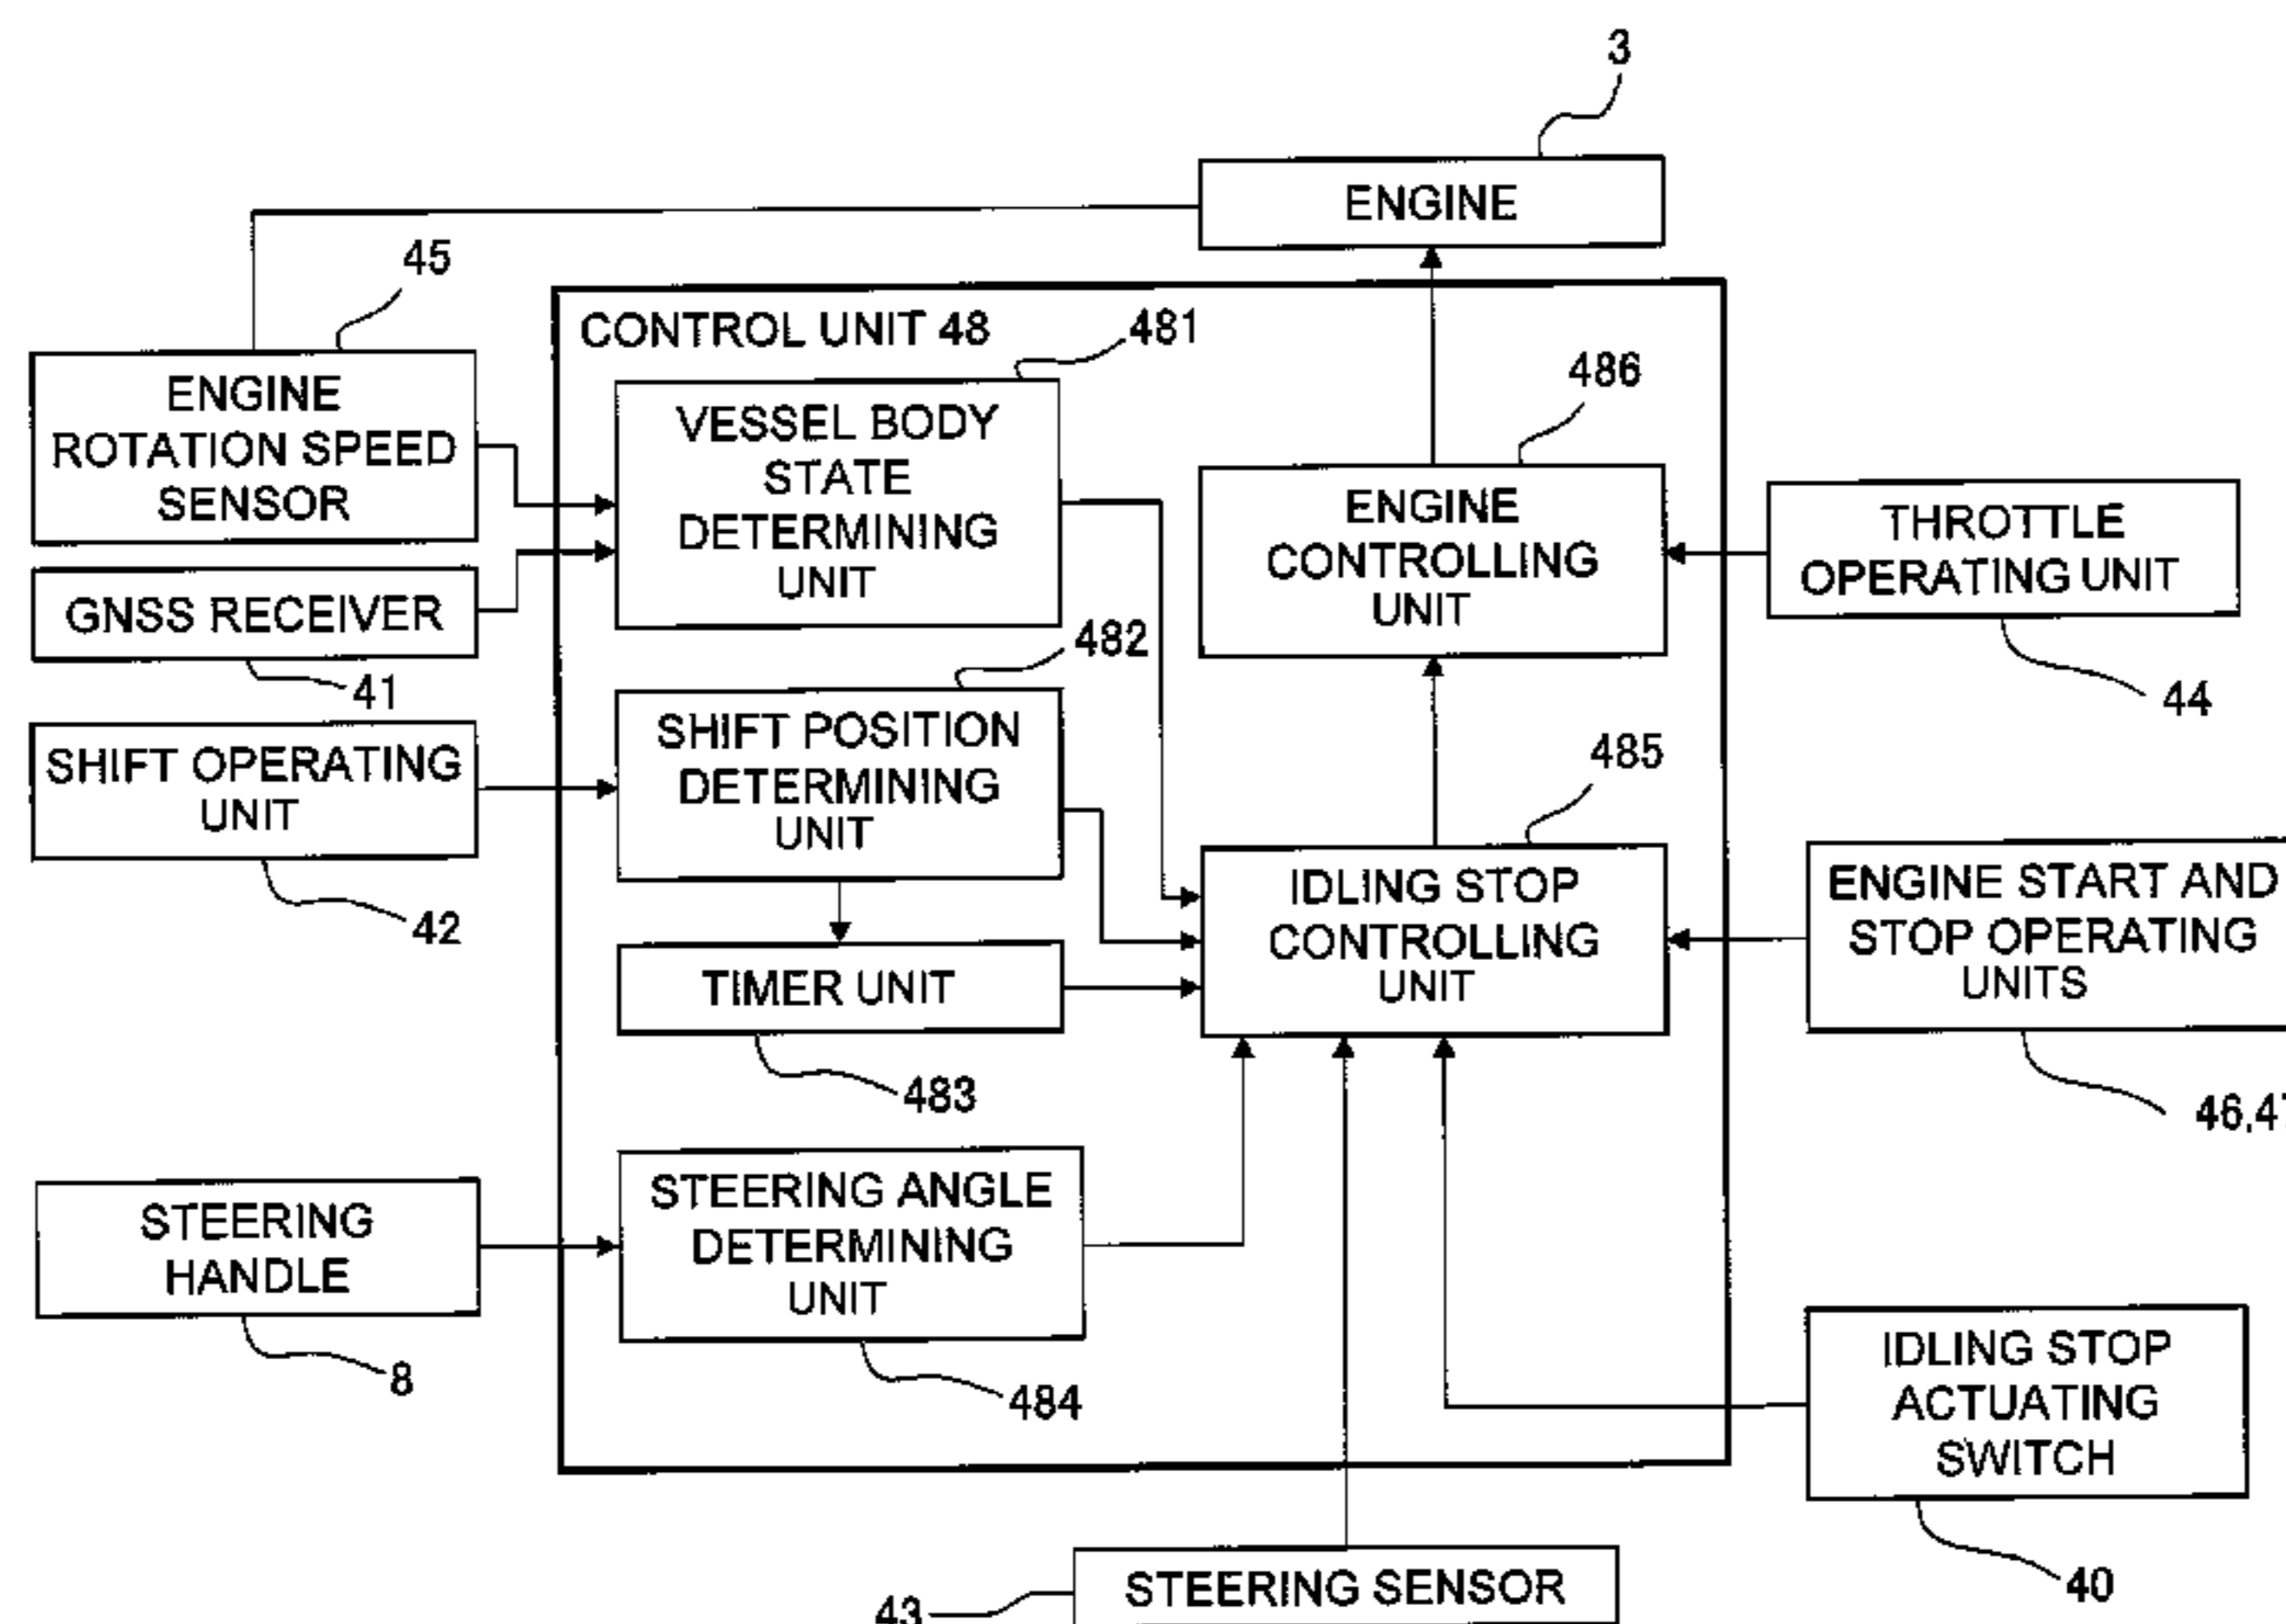 3
ENGINE
45
CONTROL UNIT 48
481
ENGINE
ROTATION SPEED
SENSOR
VESSEL BODY
STATE
DETERMINING
UNIT
486
ENGINE
CONTROLLING
UNIT
THROTTLE
OPERATING UNIT
44
GNSS RECEIVER
41
482
SHIFT OPERATING
UNIT
42
SHIFT POSITION
DETERMINING
UNIT
485
IDLING STOP
CONTROLLING
UNIT
ENGINE START AND
STOP OPERATING
UNITS
46,47
TIMER UNIT
483
STEERING
HANDLE
8
STEERING ANGLE
DETERMINING
UNIT
484
IDLING STOP
ACTUATING
SWITCH
40
STEERING SENSOR
43